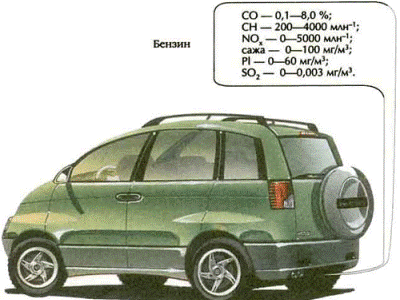 CO — 0,1—8,0 %;
CH — 200—4000 млн⁻¹;
NOₓ — 0—5000 млн⁻¹;
сажа — 0—100 мг/м³;
Pl — 0—60 мг/м³;
SO₂ — 0—0,003 мг/м³.
Бензин